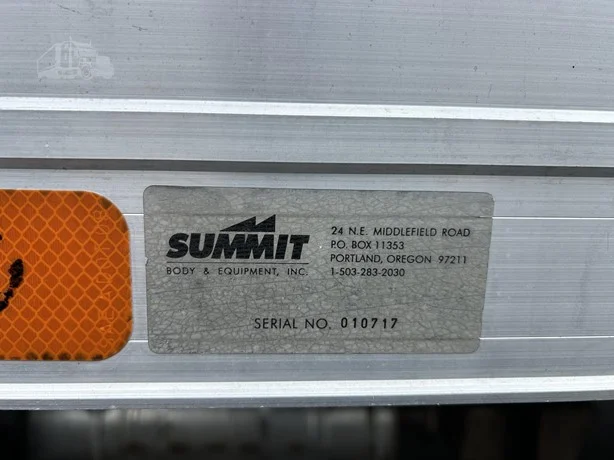 SUMMIT
BODY & EQUIPMENT, INC.
24 N.E. MIDDLEFIELD ROAD
P.O. BOX 11353
PORTLAND, OREGON 97211
1-503-283-2030
SERIAL NO. 010717